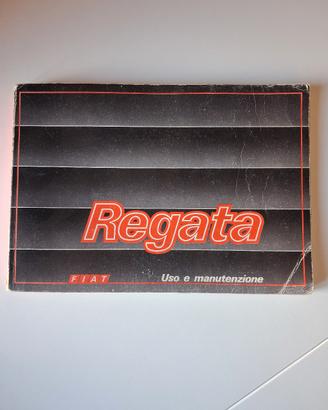 Regata
FIAT Uso e manutenzione